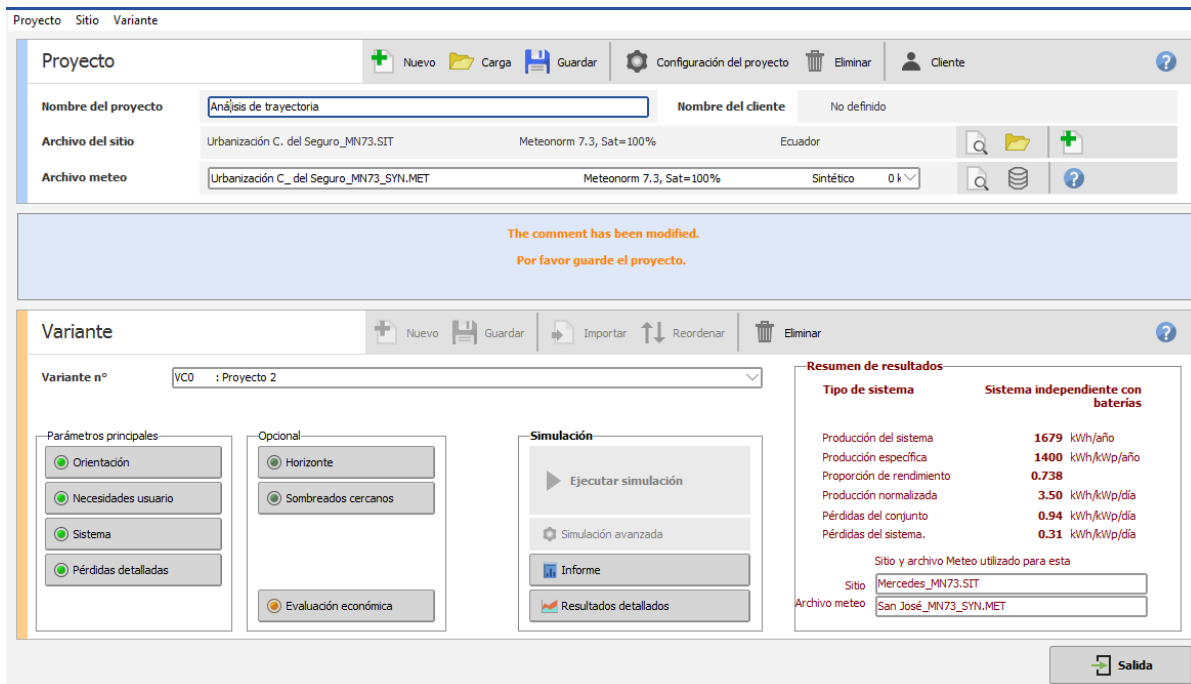 Proyecto Sitio Variante
Proyecto Nuevo Carga Guardar Configuración del proyecto Eliminar Cliente ?
Nombre del proyecto Análisis de trayectoria Nombre del cliente No definido
Archivo del sitio Urbanización C. del Seguro_MN73.SIT Meteonorm 7.3, Sat=100% Ecuador
Archivo meteo Urbanización C_ del Seguro_MN73_SYN.MET Meteonorm 7.3, Sat=100% Sintético 0 k ?
The comment has been modified.
Por favor guarde el proyecto.
Variante Nuevo Guardar Importar Reordenar Eliminar ?
Variante n° VC0 : Proyecto 2
Parámetros principales
Orientación
Necesidades usuario
Sistema
Pérdidas detalladas
Opcional
Horizonte
Sombreados cercanos
Evaluación económica
Simulación
Ejecutar simulación
Simulación avanzada
Informe
Resultados detallados
Resumen de resultados
Tipo de sistema Sistema independiente con
baterías
Producción del sistema 1679 kWh/año
Producción específica 1400 kWh/kWp/año
Proporción de rendimiento 0.738
Producción normalizada 3.50 kWh/kWp/día
Pérdidas del conjunto 0.94 kWh/kWp/día
Pérdidas del sistema. 0.31 kWh/kWp/día
Sitio y archivo Meteo utilizado para esta
Sitio Mercedes_MN73.SIT
Archivo meteo San José_MN73_SYN.MET
Salida